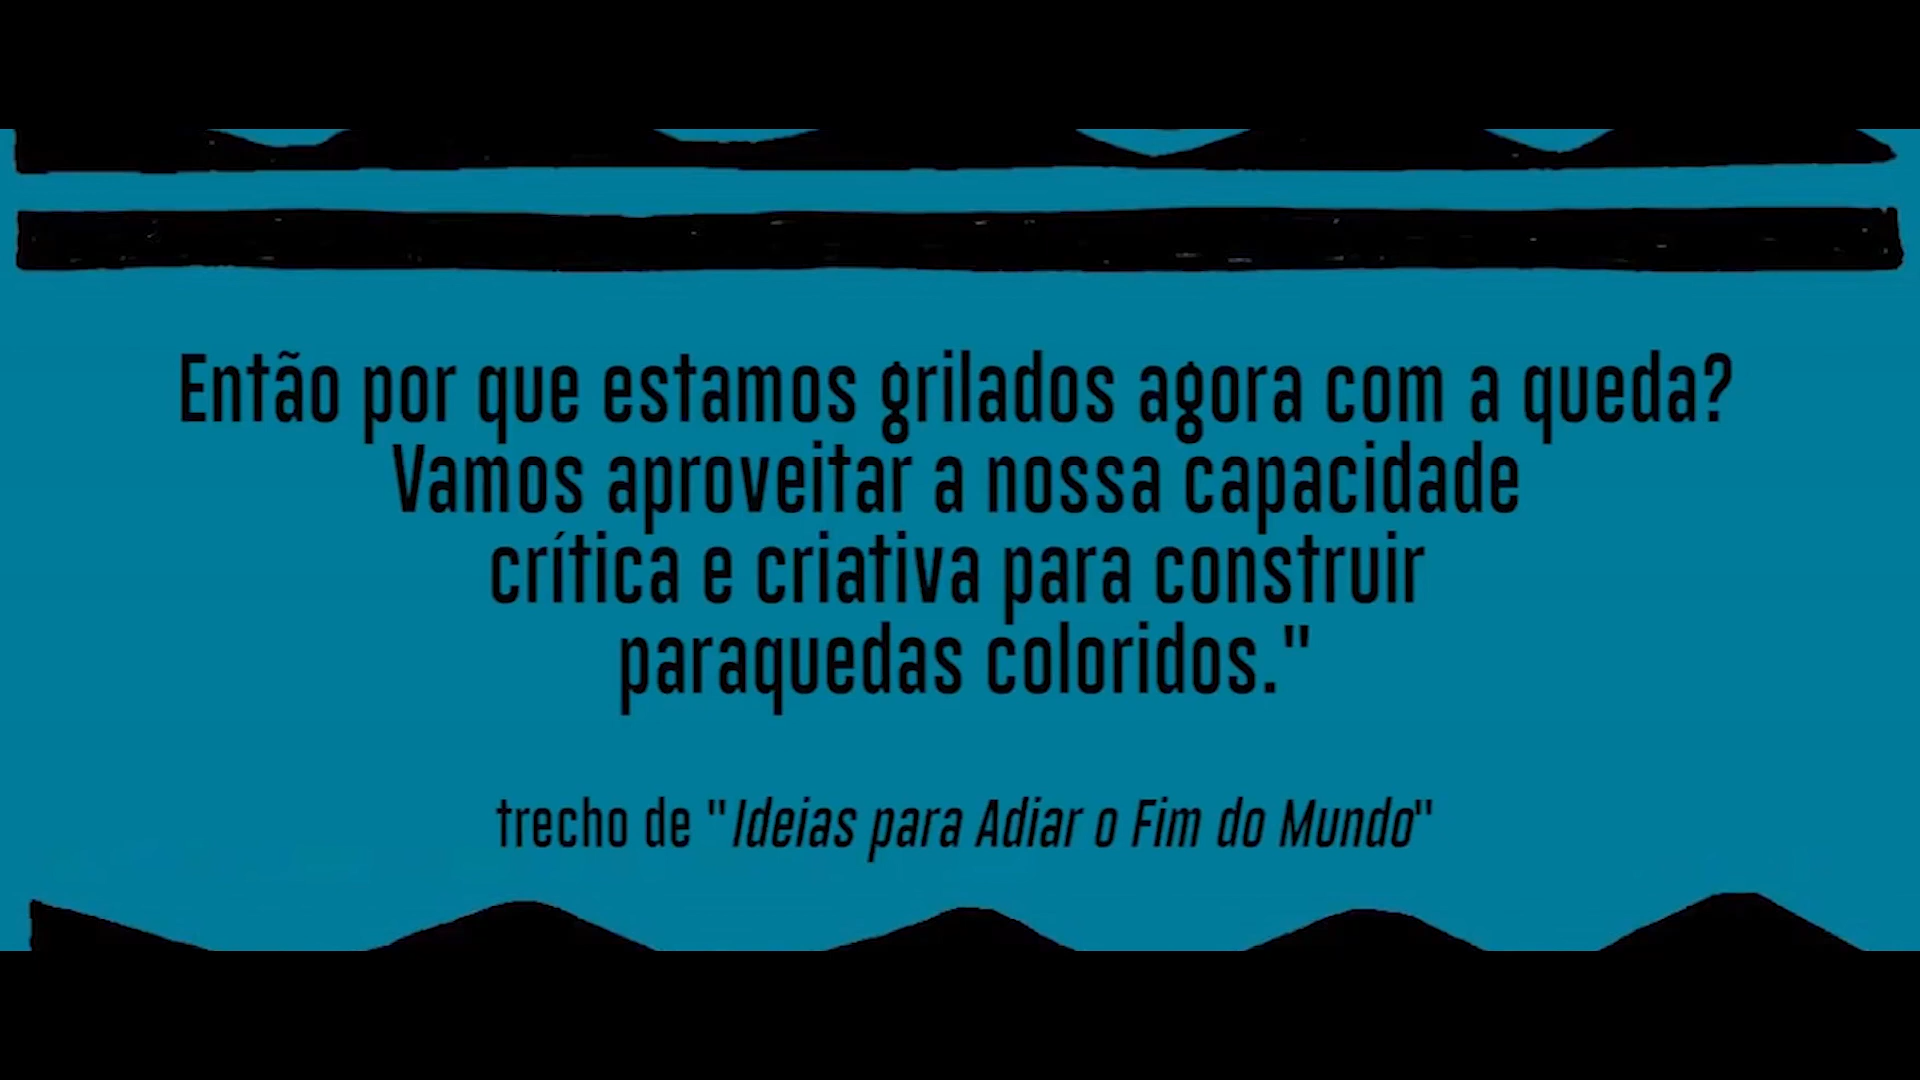 Então por que estamos grilados agora com a queda?
Vamos aproveitar a nossa capacidade
crítica e criativa para construir
paraquedas coloridos."
trecho de "Ideias para Adiar o Fim do Mundo"